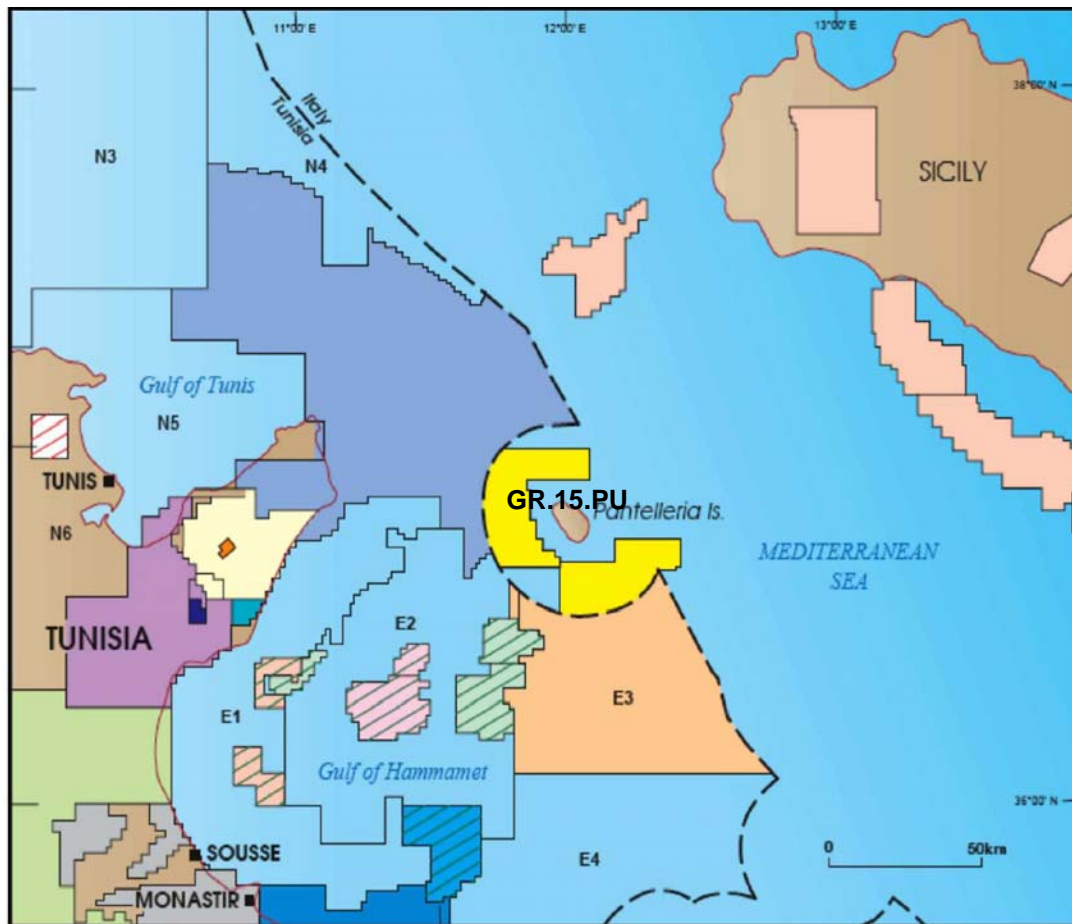 11°00' E
12°00' E
13°00' E
38°00' N
Italy
Tunisia
N3
N4
SICILY
Gulf of Tunis
N5
TUNIS
GR.15.PU
Pantelleria Is.
N6
MEDITERRANEAN
SEA
TUNISIA
E2
E3
E1
Gulf of Hammamet
36°00' N
SOUSSE
E4
0
50km
MONASTIR